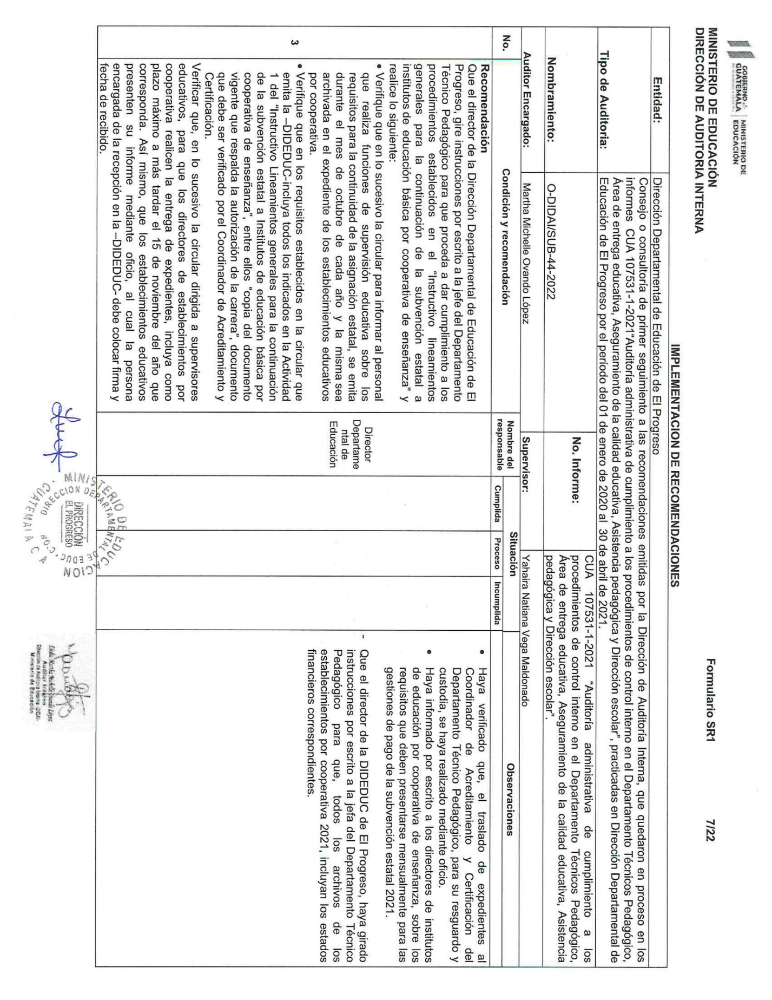 GOBIERNO de
GUATEMALA
MINISTERIO DE
EDUCACIÓN
MINISTERIO DE EDUCACIÓN
DIRECCIÓN DE AUDITORIA INTERNA
Formulario SR1
7/22
IMPLEMENTACION DE RECOMENDACIONES
Entidad:
Dirección Departamental de Educación de El Progreso
Tipo de Auditoria:
Consejo o consultoría de primer seguimiento a las recomendaciones emitidas por la Dirección de Auditoría Interna, que quedaron en proceso en los
informes CUA 107531-1-2021"Auditoría administrativa de cumplimiento a los procedimientos de control interno en el Departamento Técnicos Pedagógico,
Área de entrega educativa, Aseguramiento de la calidad educativa, Asistencia pedagógica y Dirección escolar", practicadas en Dirección Departamental de
Educación de El Progreso por el período del 01 de enero de 2020 al 30 de abril de 2021.
Nombramiento:
O-DIDAI/SUB-44-2022
No. Informe:
CUA 107531-1-2021 "Auditoría administrativa de cumplimiento a los
procedimientos de control interno en el Departamento Técnicos Pedagógico,
Área de entrega educativa, Aseguramiento de la calidad educativa, Asistencia
pedagógica y Dirección escolar".
Auditor Encargado:
Martha Michelle Ovando López
Supervisor:
Yahaira Natiana Vega Maldonado
No.
Condición y recomendación
Nombre del
responsable
Situación
Cumplida
Proceso
Incumplida
Observaciones
3
Recomendación
Que el director de la Dirección Departamental de Educación de El
Progreso, gire instrucciones por escrito a la jefe del Departamento
Técnico Pedagógico para que proceda a dar cumplimiento a los
procedimientos establecidos en el "Instructivo lineamientos
generales para la continuación de la subvención estatal a
institutos de educación básica por cooperativa de enseñanza" y
realice lo siguiente:
• Verifique que en lo sucesivo la circular para informar al personal
que realiza funciones de supervisión educativa sobre los
requisitos para la continuidad de la asignación estatal, se emita
durante el mes de octubre de cada año y la misma sea
archivada en el expediente de los establecimientos educativos
por cooperativa.
• Verifique que en los requisitos establecidos en la circular que
emita la –DIDEDUC-incluya todos los indicados en la Actividad
1 del "Instructivo Lineamientos generales para la continuación
de la subvención estatal a Institutos de educación básica por
cooperativa de enseñanza", entre ellos "copia del documento
vigente que respalda la autorización de la carrera", documento
que debe ser verificado por el Coordinador de Acreditamiento y
Certificación.
Verificar que, en lo sucesivo la circular dirigida a supervisores
educativos, para que los directores de establecimientos por
cooperativa realicen la entrega de expedientes, incluya como
plazo máximo a más tardar el 15 de noviembre del año que
corresponda. Así mismo, que los establecimientos educativos
presenten su informe mediante oficio, al cual la persona
encargada de la recepción en la –DIDEDUC- debe colocar firma y
fecha de recibido.
Director
Departame
ntal de
Educación
• Haya verificado que, el traslado de expedientes al
Coordinador de Acreditamiento y Certificación del
Departamento Técnico Pedagógico, para su resguardo y
custodia, se haya realizado mediante oficio.
• Haya informado por escrito a los directores de institutos
de educación por cooperativa de enseñanza, sobre los
requisitos que deben presentarse mensualmente para las
gestiones de pago de la subvención estatal 2021.
- Que el director de la DIDEDUC de El Progreso, haya girado
instrucciones por escrito a la jefa del Departamento Técnico
Pedagógico para que, todos los archivos de los
establecimientos por cooperativa 2021, incluyan los estados
financieros correspondientes.
MINISTERIO DE EDUCACION
DIRECCION DEPARTAMENTAL DE EDUC.
DIRECCIÓN
EL PROGRESO
GUATEMALA C A
Auditor Interno
Ministerio de Educación